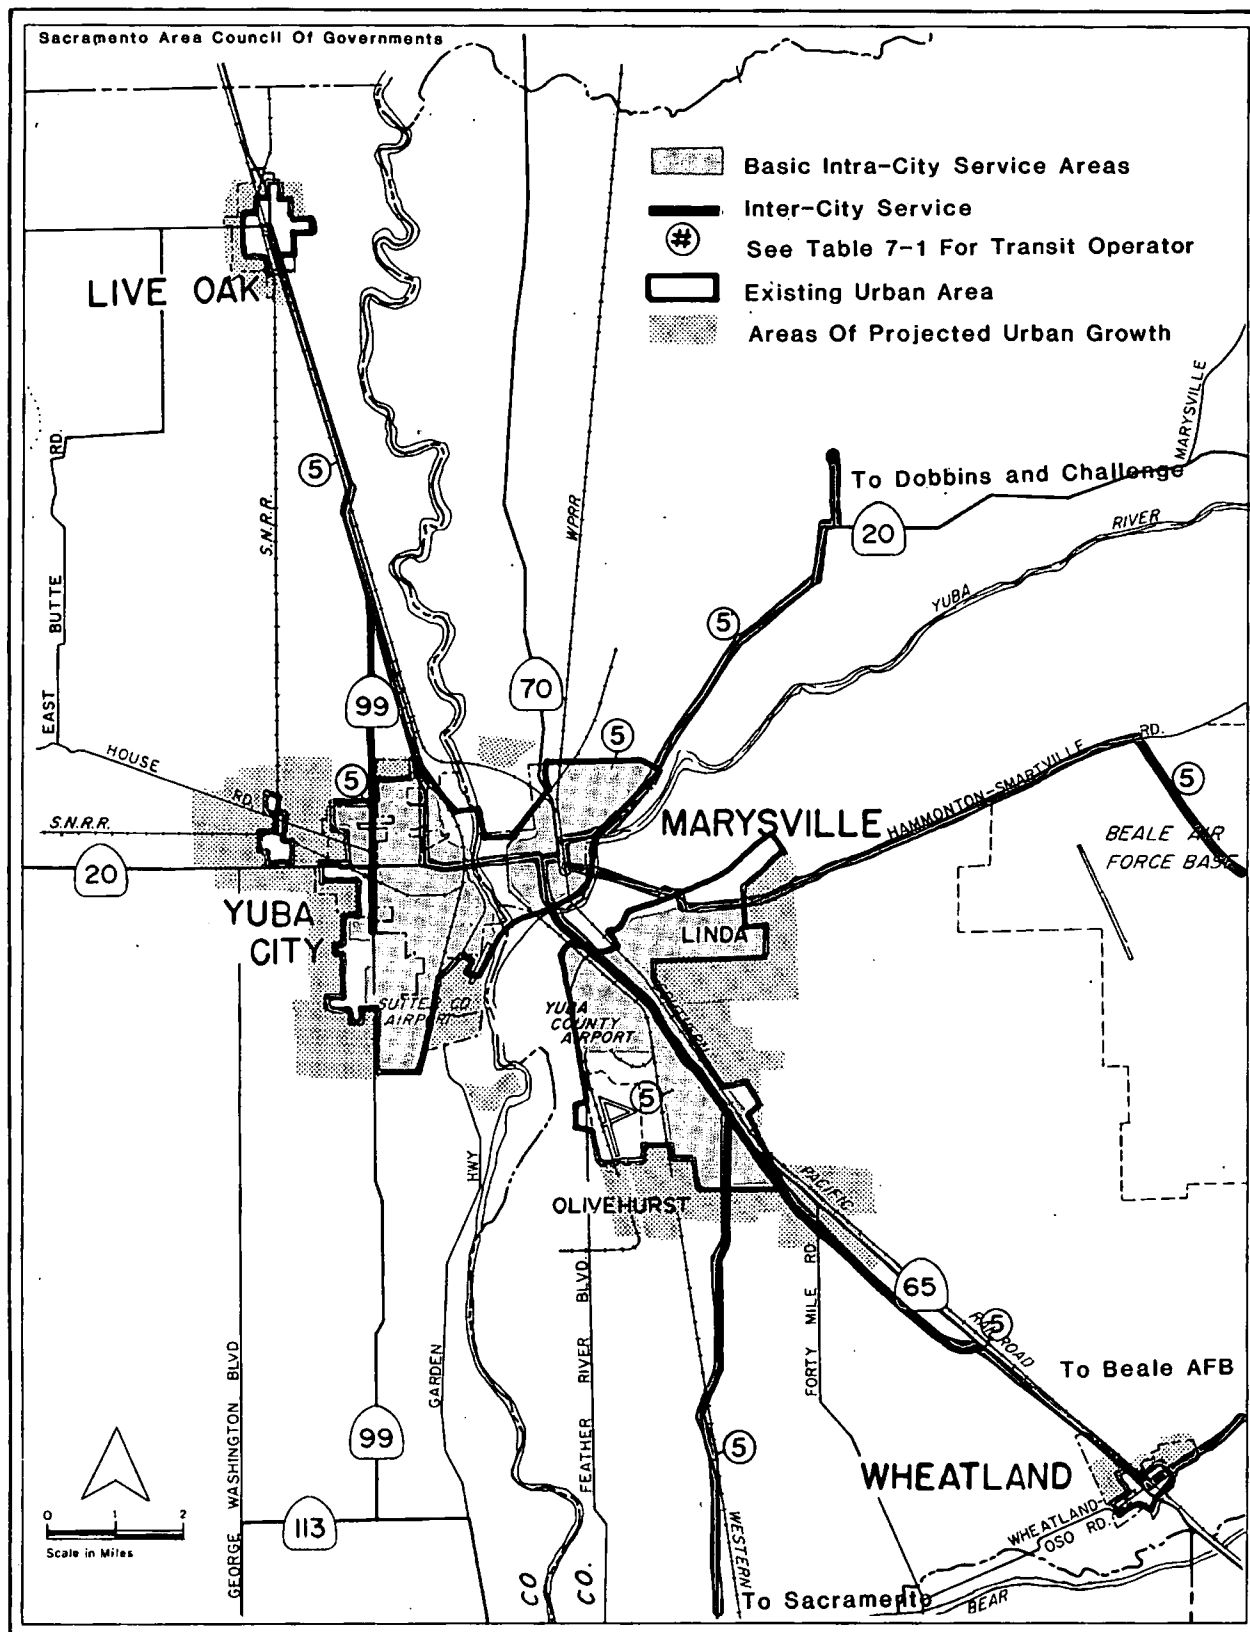 Sacramento Area Council Of Governments
Basic Intra-City Service Areas
Inter-City Service
#
See Table 7-1 For Transit Operator
Existing Urban Area
Areas Of Projected Urban Growth
LIVE OAK
MARYSVILLE
EAST BUTTE RD.
5
S.N.R.R.
WPRR
To Dobbins and Challenge
20
YUBA RIVER
5
99
70
5
5
HOUSE RD.
S.N.R.R.
20
MARYSVILLE
HAMMONTON-SMARTVILLE RD.
5
BEALE AIR
FORCE BASE
YUBA
CITY
LINDA
SUTTER CO
AIRPORT
YUBA
COUNTY
AIRPORT
5
OLIVEHURST
PACIFIC
RAILROAD
65
5
GEORGE WASHINGTON BLVD
GARDEN HWY
FEATHER RIVER BLVD.
FORTY MILE RD.
To Beale AFB
99
5
WHEATLAND
113
WHEATLAND-
OSO RD.
WESTERN
CO
CO.
To Sacramento
BEAR
0 1 2
Scale in Miles